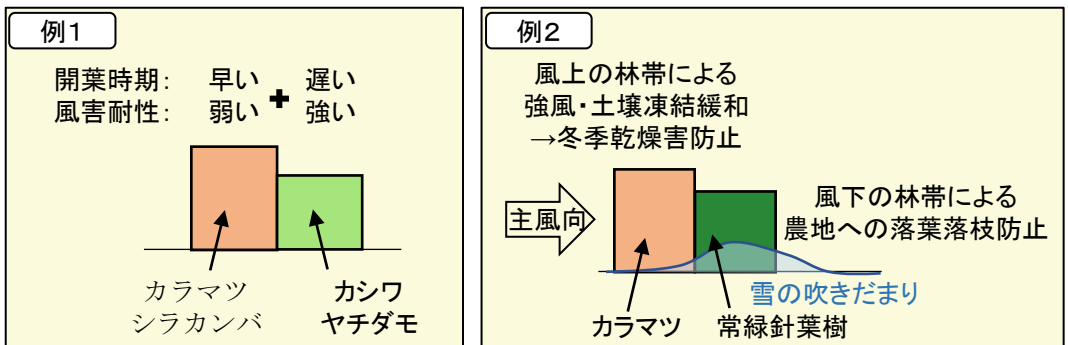 例1
開葉時期: 早い + 遅い
風害耐性: 弱い 強い
カラマツ
シラカンバ
カシワ
ヤチダモ
例2
風上の林帯による
強風・土壌凍結緩和
→冬季乾燥害防止
主風向
風下の林帯による
農地への落葉落枝防止
雪の吹きだまり
カラマツ
常緑針葉樹